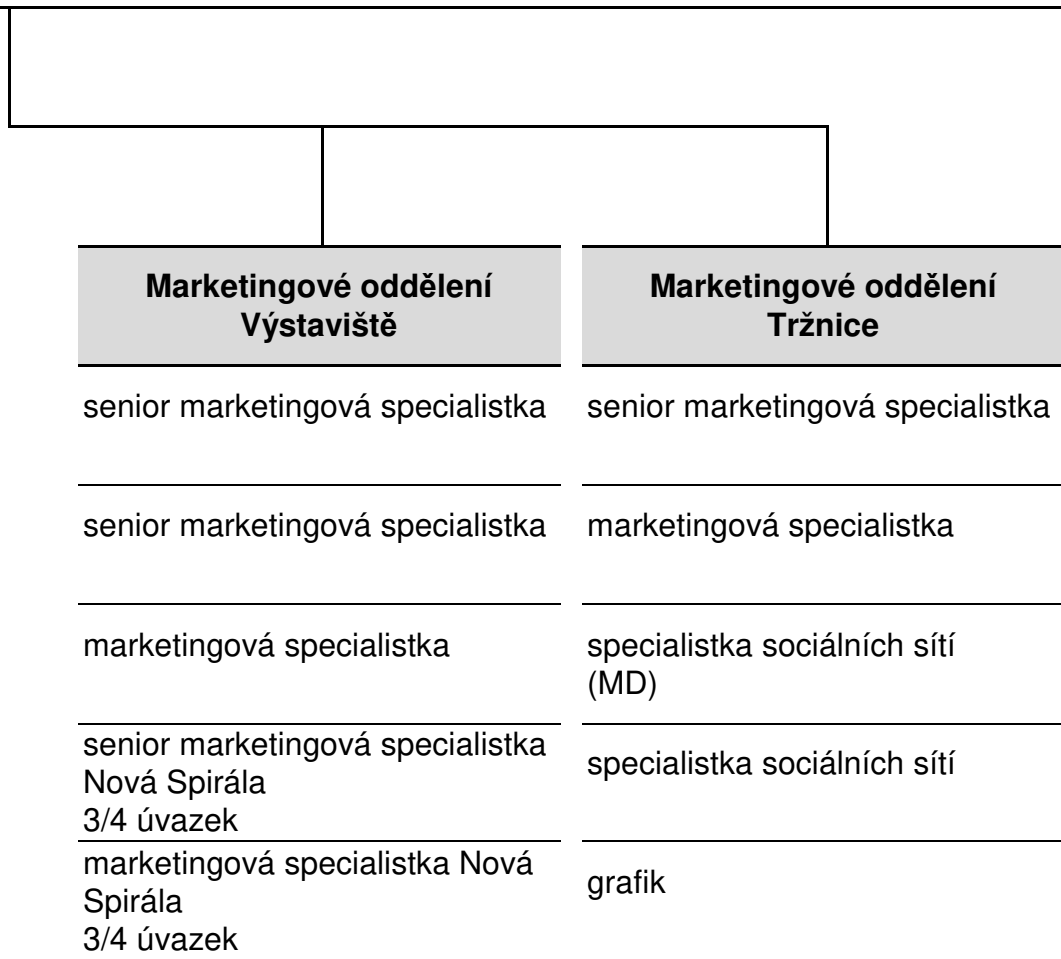 Marketingové oddělení
Výstaviště
senior marketingová specialistka
senior marketingová specialistka
marketingová specialistka
senior marketingová specialistka
Nová Spirála
3/4 úvazek
marketingová specialistka Nová
Spirála
3/4 úvazek
Marketingové oddělení
Tržnice
senior marketingová specialistka
marketingová specialistka
specialistka sociálních sítí
(MD)
specialistka sociálních sítí
grafik